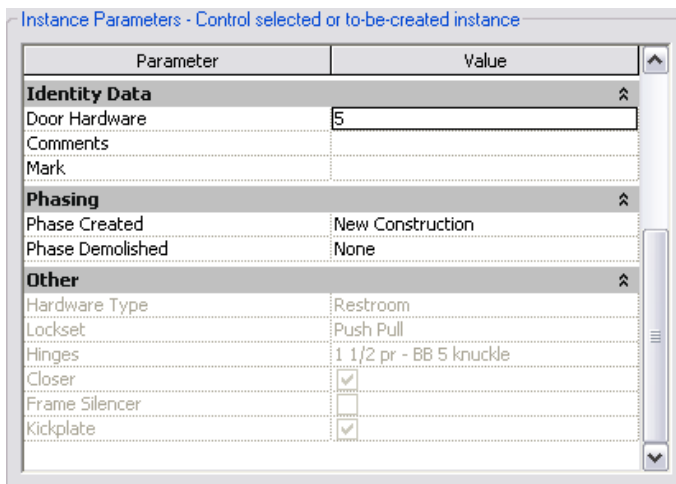 Instance Parameters - Control selected or to-be-created instance
Parameter Value
Identity Data
Door Hardware 5
Comments
Mark
Phasing
Phase Created New Construction
Phase Demolished None
Other
Hardware Type Restroom
Lockset Push Pull
Hinges 1 1/2 pr - BB 5 knuckle
Closer
Frame Silencer
Kickplate